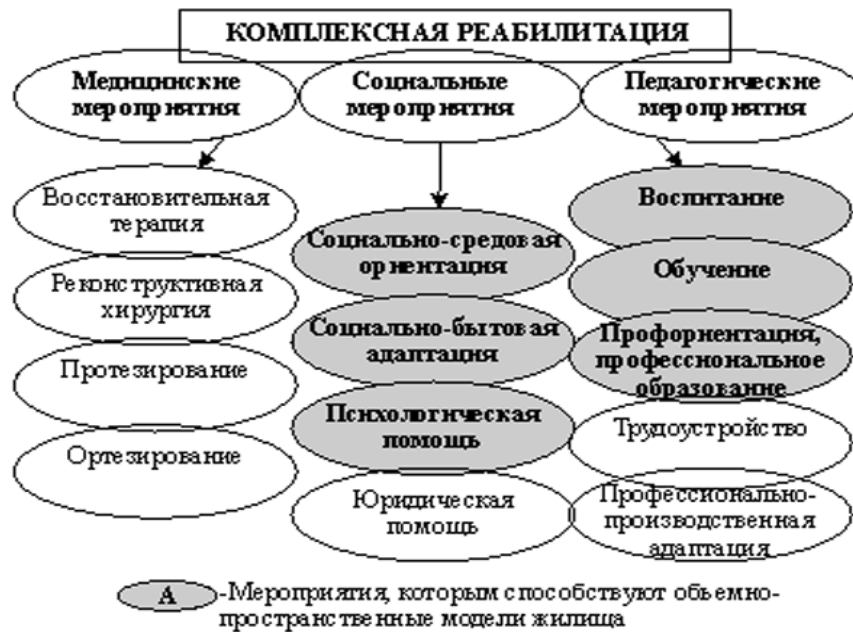 КОМПЛЕКСНАЯ РЕАБИЛИТАЦИЯ
Медицинские
мероприятия
Социальные
мероприятия
Педагогические
мероприятия
Восстановительная
терапия
Реконструктивная
хирургия
Протезирование
Ортезирование
Социально-средовая
ориентация
Социально-бытовая
адаптация
Психологическая
помощь
Юридическая
помощь
Воспитание
Обучение
Профориентация,
профессиональное
образование
Трудоустройство
Профессионально-
производственная
адаптация
А
-Мероприятия, которым способствуют объемно-
пространственные модели жилища